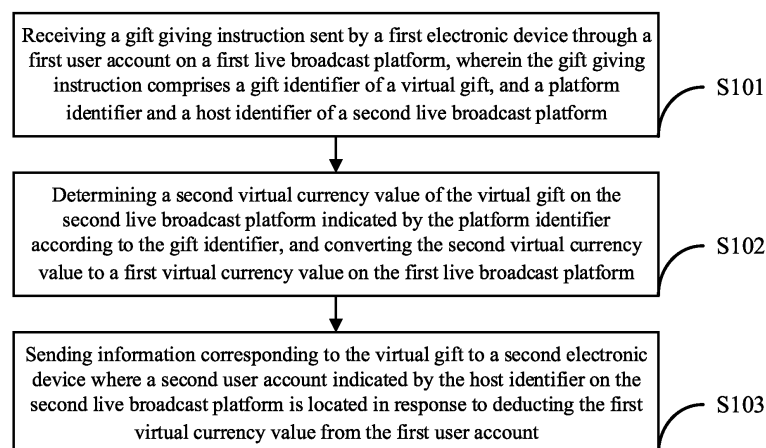 Receiving a gift giving instruction sent by a first electronic device through a
first user account on a first live broadcast platform, wherein the gift giving
instruction comprises a gift identifier of a virtual gift, and a platform
identifier and a host identifier of a second live broadcast platform
S101
Determining a second virtual currency value of the virtual gift on the
second live broadcast platform indicated by the platform identifier
according to the gift identifier, and converting the second virtual currency
value to a first virtual currency value on the first live broadcast platform
S102
Sending information corresponding to the virtual gift to a second electronic
device where a second user account indicated by the host identifier on the
second live broadcast platform is located in response to deducting the first
virtual currency value from the first user account
S103